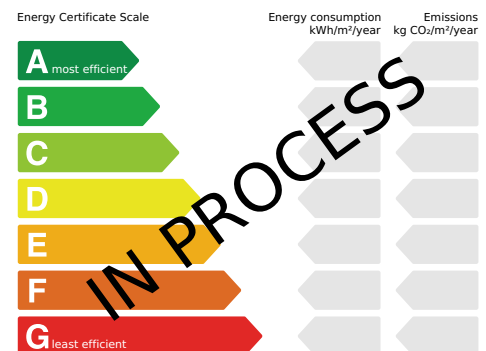 Energy Certificate Scale
Energy consumption
kWh/m²/year
Emissions
kg CO₂/m²/year
A most efficient
B
C
D
E
F
G least efficient
IN PROCESS